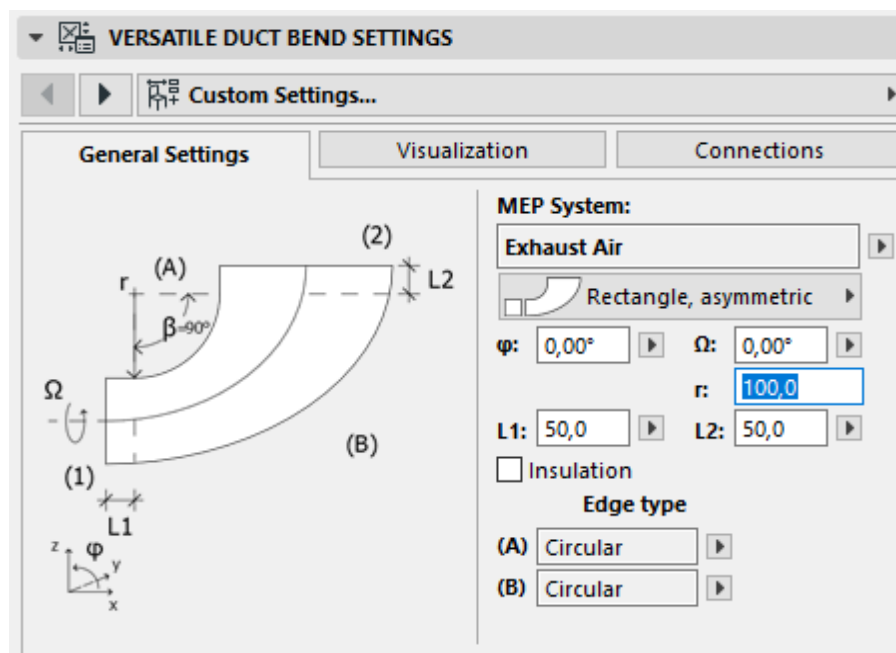 VERSATILE DUCT BEND SETTINGS
Custom Settings...
General Settings
Visualization
Connections
(2)
(A)
r
L2
β=90°
Ω
(B)
(1)
L1
z
φ
y
x
MEP System:
Exhaust Air
Rectangle, asymmetric
φ: 0,00° Ω: 0,00°
r: 100,0
L1: 50,0 L2: 50,0
Insulation
Edge type
(A) Circular
(B) Circular